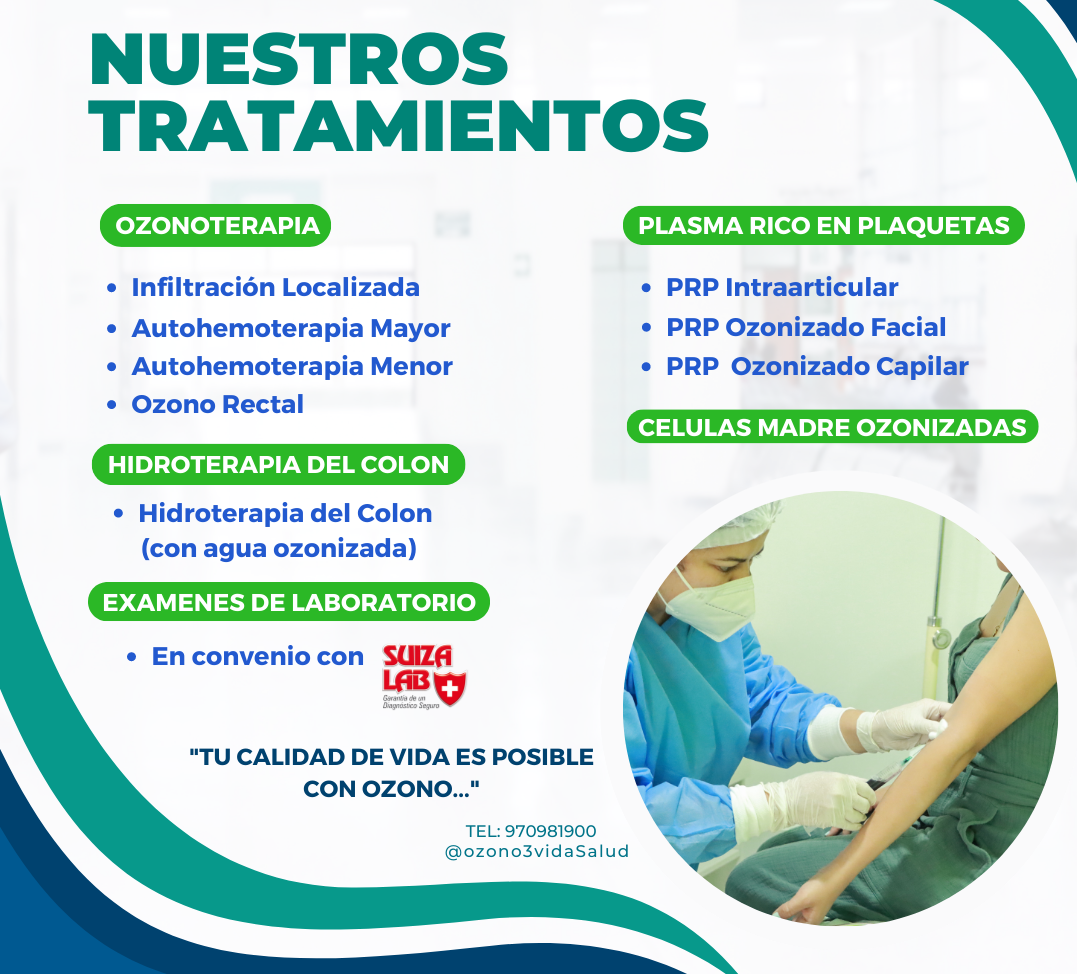 NUESTROS
TRATAMIENTOS
OZONOTERAPIA
• Infiltración Localizada
• Autohemoterapia Mayor
• Autohemoterapia Menor
• Ozono Rectal
HIDROTERAPIA DEL COLON
• Hidroterapia del Colon
(con agua ozonizada)
EXAMENES DE LABORATORIO
• En convenio con
SUIZA
LAB
Garantía de un
Diagnóstico Seguro
PLASMA RICO EN PLAQUETAS
• PRP Intraarticular
• PRP Ozonizado Facial
• PRP  Ozonizado Capilar
CELULAS MADRE OZONIZADAS
"TU CALIDAD DE VIDA ES POSIBLE
CON OZONO..."
TEL: 970981900
@ozono3vidaSalud